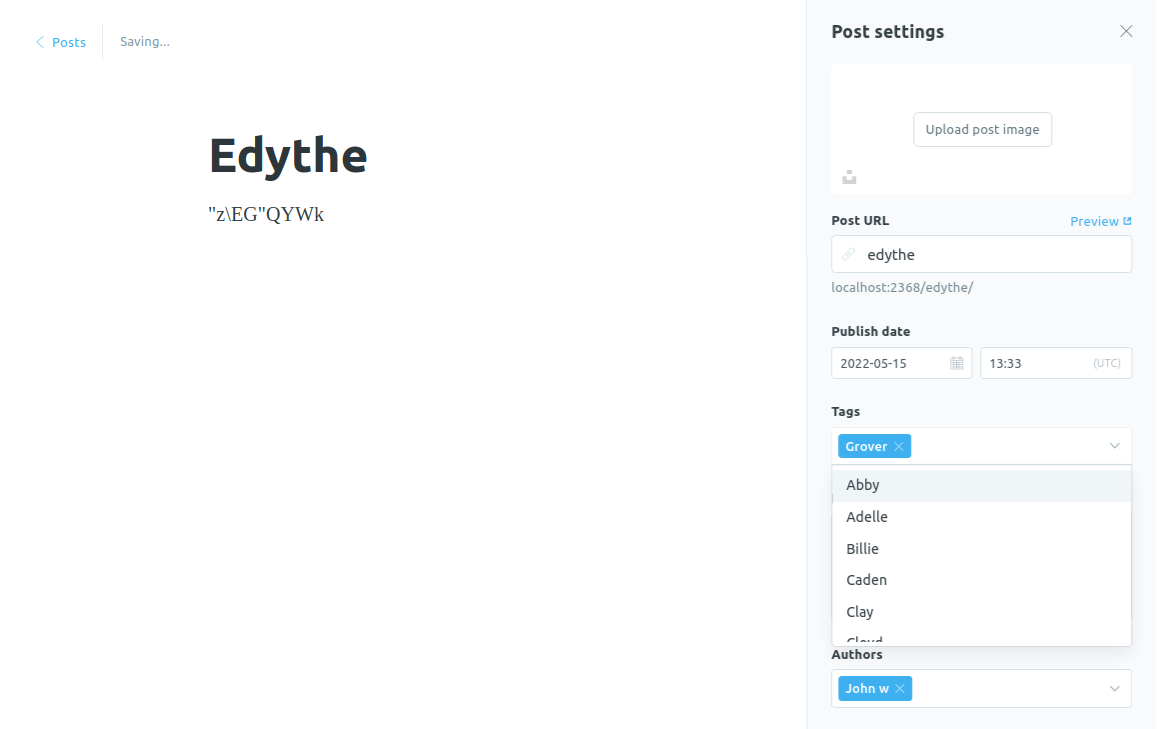 Posts
Saving...
Edythe
"z\EG"QYWk
Post settings
Upload post image
Post URL
Preview
edythe
localhost:2368/edythe/
Publish date
2022-05-15
13:33
(UTC)
Tags
Grover
Abby
Adelle
Billie
Caden
Clay
Authors
John w